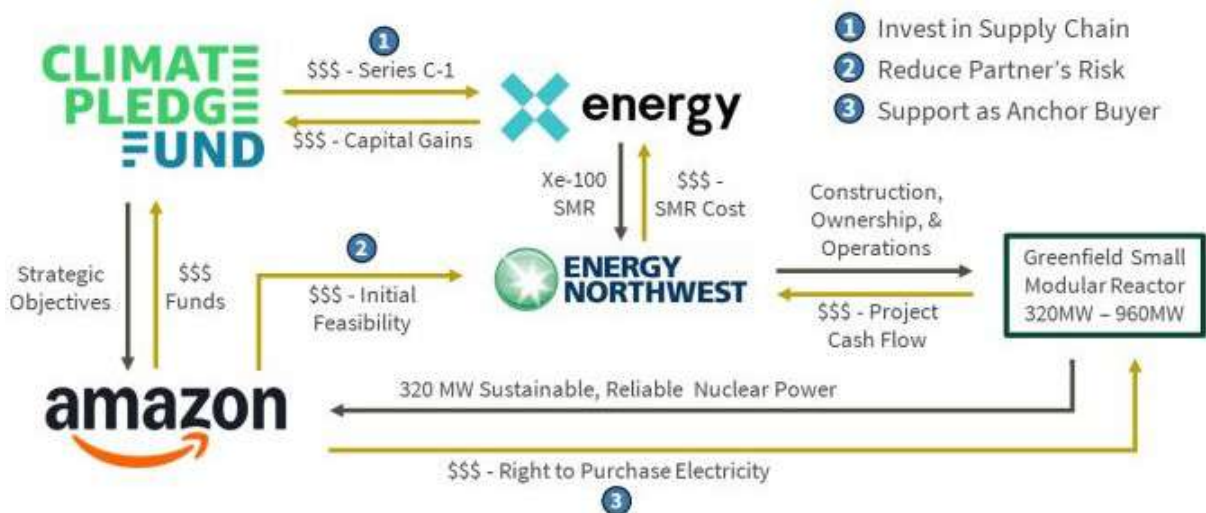 CLIMATE
PLEDGE
FUND
1
$$$ - Series C-1
$$$ - Capital Gains
X energy
1 Invest in Supply Chain
2 Reduce Partner's Risk
3 Support as Anchor Buyer
Xe-100
SMR
$$$ -
SMR Cost
Strategic
Objectives
$$$
Funds
2
$$$ - Initial
Feasibility
ENERGY
NORTHWEST
Construction,
Ownership, &
Operations
$$$ - Project
Cash Flow
Greenfield Small
Modular Reactor
320MW – 960MW
amazon
320 MW Sustainable, Reliable Nuclear Power
$$$ - Right to Purchase Electricity
3